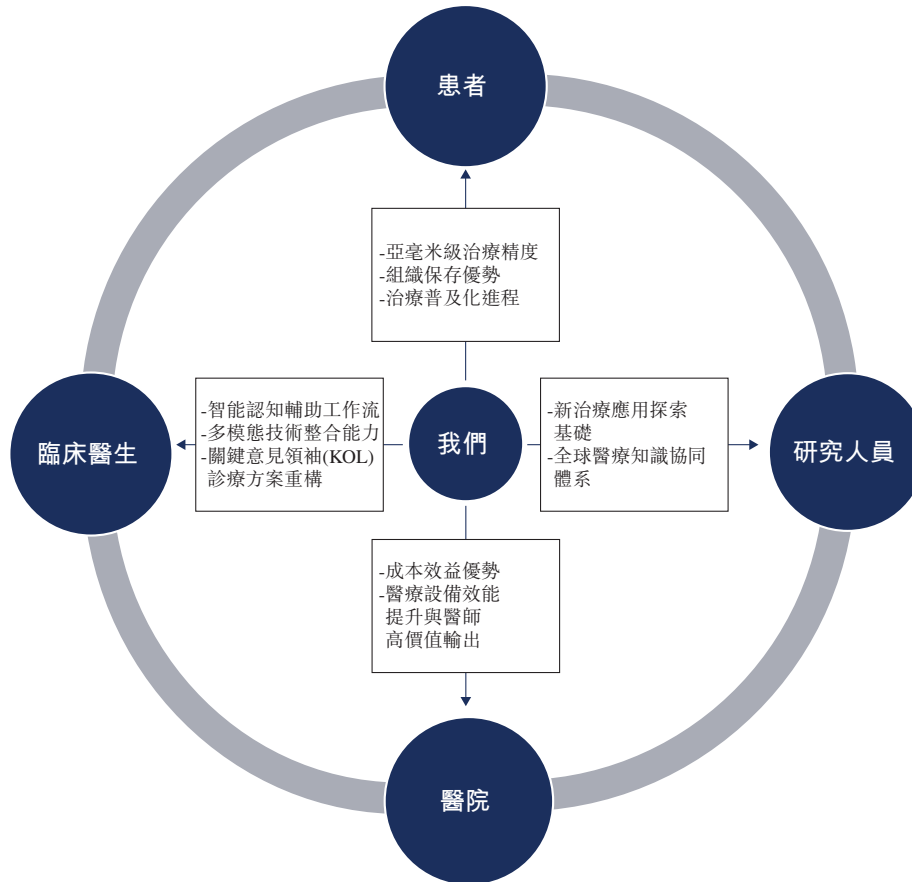 患者
-亞毫米級治療精度
-組織保存優勢
-治療普及化進程
臨床醫生
-智能認知輔助工作流
-多模態技術整合能力
-關鍵意見領袖(KOL)
診療方案重構
我們
-新治療應用探索
基礎
-全球醫療知識協同
體系
研究人員
-成本效益優勢
-醫療設備效能
提升與醫師
高價值輸出
醫院